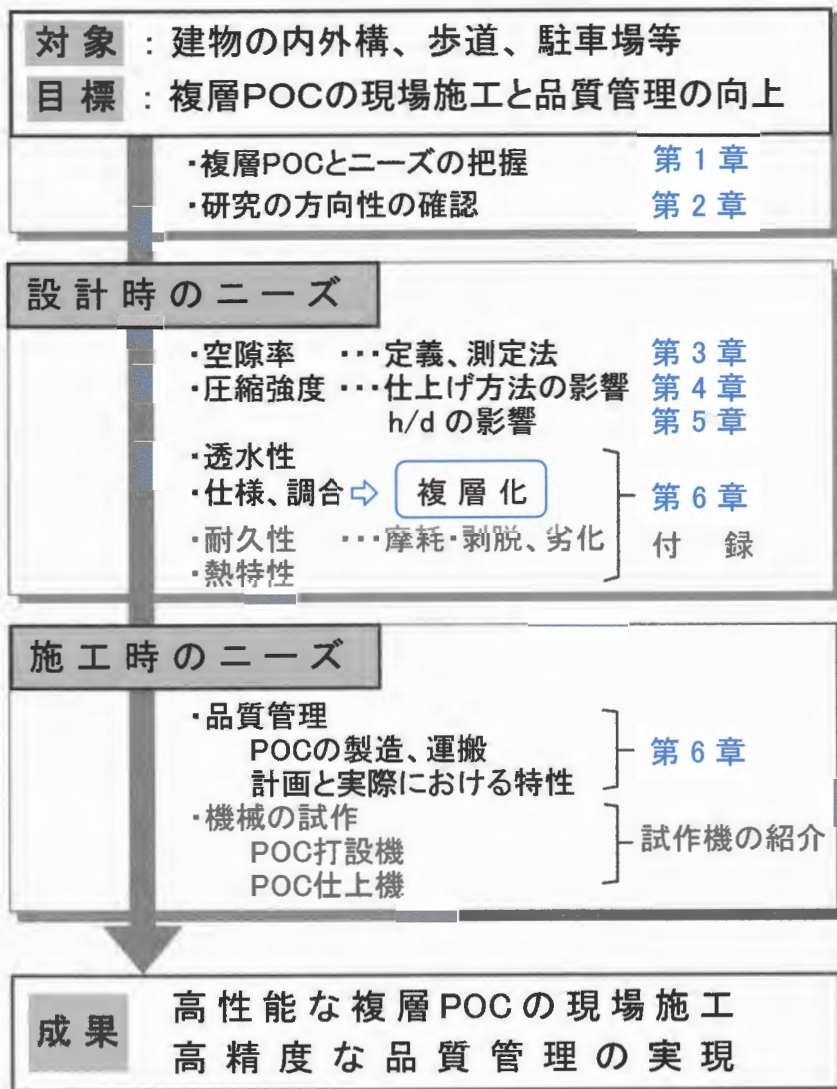 対象：建物の内外構、歩道、駐車場等
目標：複層POCの現場施工と品質管理の向上
・複層POCとニーズの把握 第1章
・研究の方向性の確認 第2章
設計時のニーズ
・空隙率 ･･･定義、測定法 第3章
・圧縮強度 ･･･仕上げ方法の影響 第4章
h/d の影響 第5章
・透水性
・仕様、調合⇨ 複層化 第6章
・耐久性 ･･･摩耗・剥脱、劣化 付録
・熱特性
施工時のニーズ
・品質管理
POCの製造、運搬 第6章
計画と実際における特性
・機械の試作
POC打設機 試作機の紹介
POC仕上機
成果 高性能な複層POCの現場施工
高精度な品質管理の実現